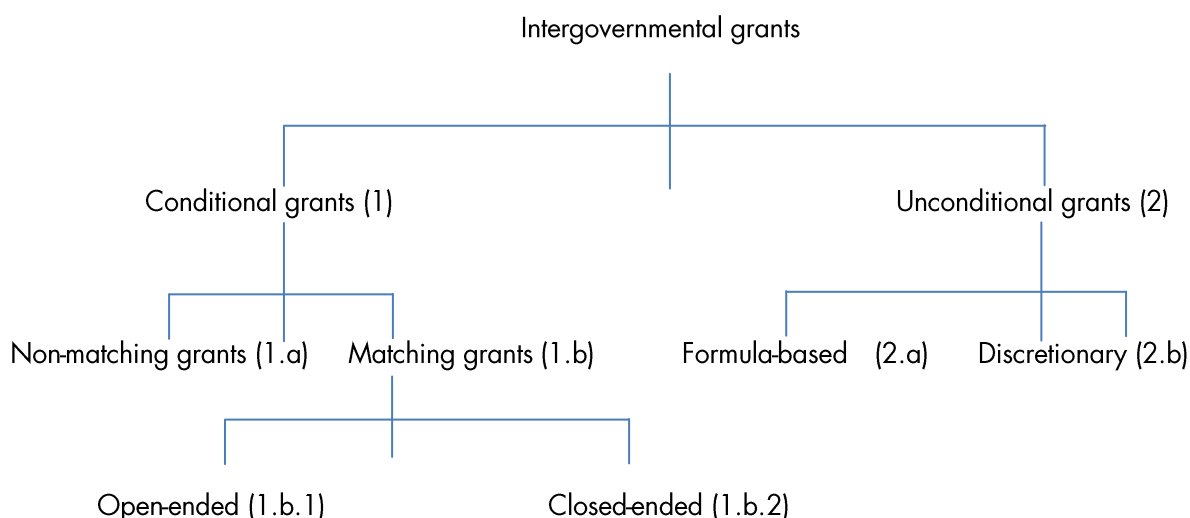 Intergovernmental grants
Conditional grants (1)
Unconditional grants (2)
Non-matching grants (1.a)
Matching grants (1.b)
Formula-based (2.a)
Discretionary (2.b)
Open-ended (1.b.1)
Closed-ended (1.b.2)